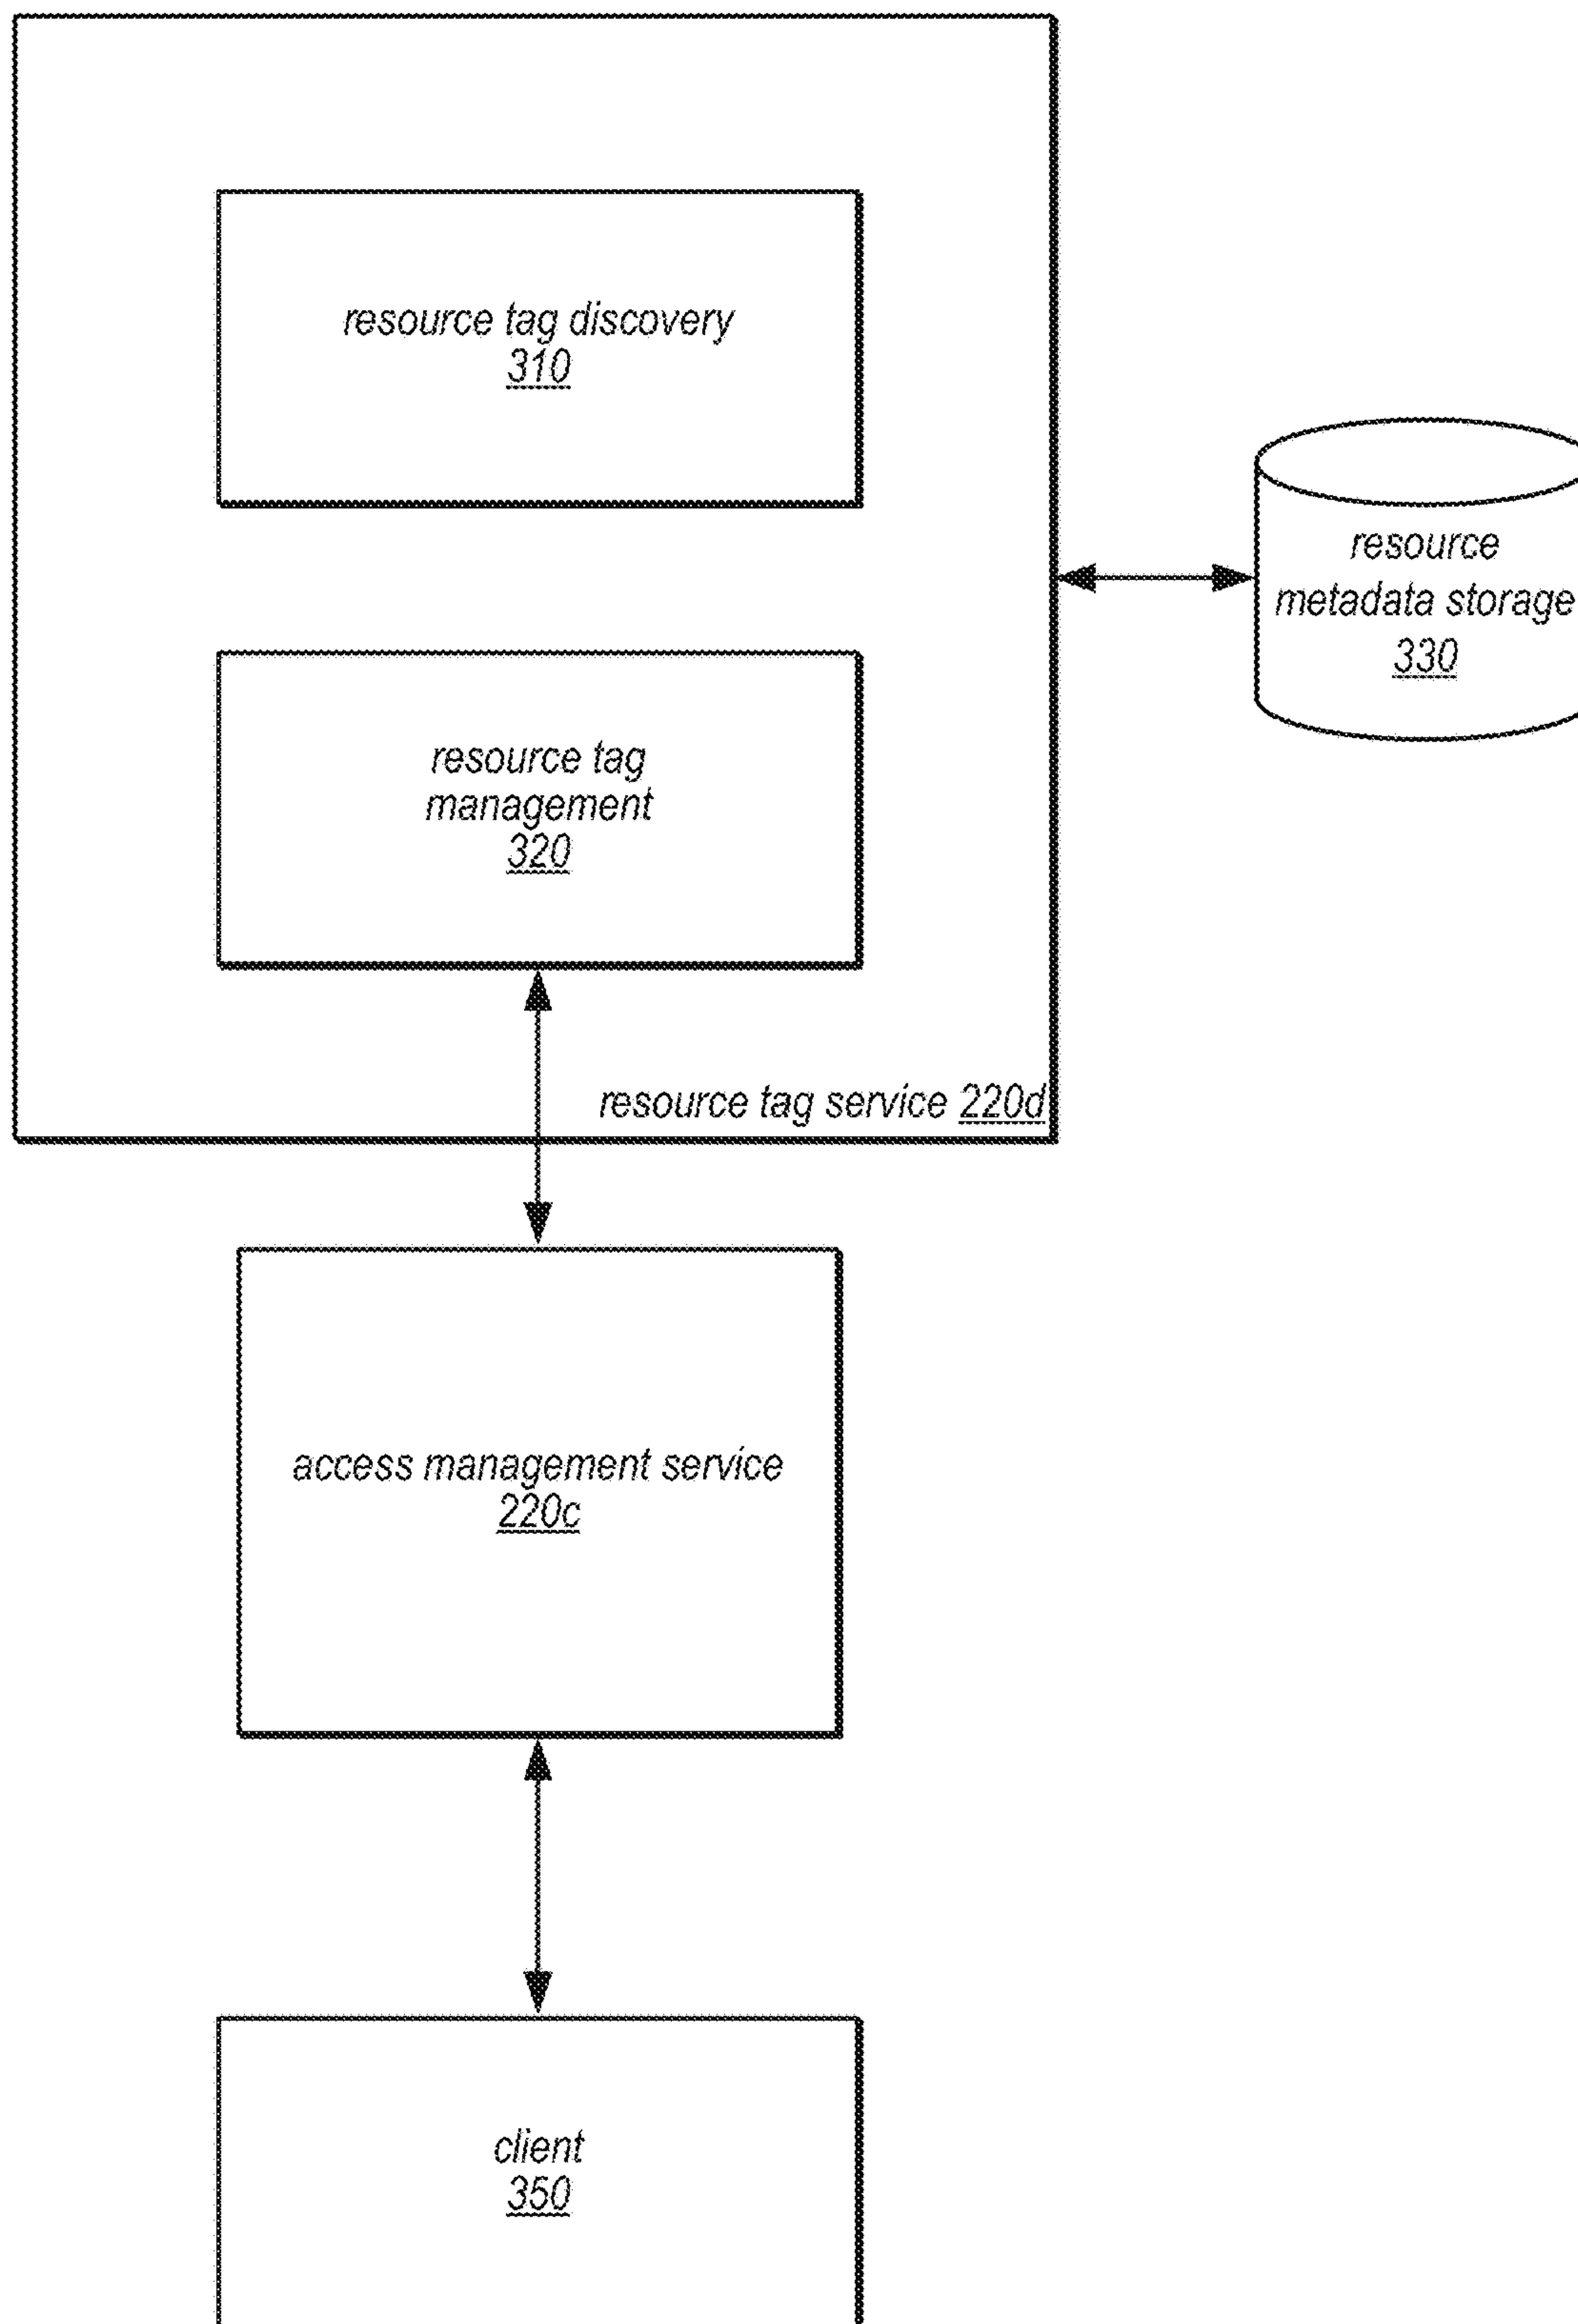 resource tag discovery
310
resource
metadata storage
330
resource tag
management
320
resource tag service 220d
access management service
220c
client
350